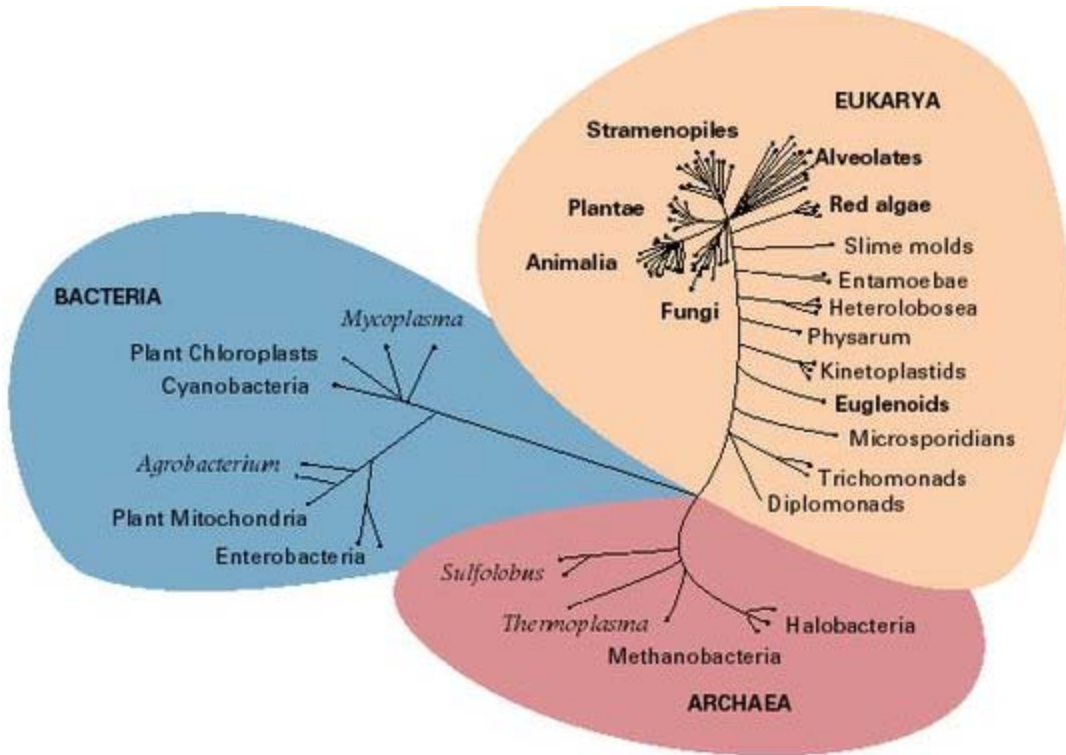 EUKARYA
Stramenopiles
Alveolates
Plantae
Red algae
Animalia
Slime molds
Entamoebae
Fungi
Heterolobosea
Physarum
Kinetoplastids
Euglenoids
Microsporidians
Trichomonads
Diplomonads
BACTERIA
Mycoplasma
Plant Chloroplasts
Cyanobacteria
Agrobacterium
Plant Mitochondria
Enterobacteria
Sulfolobus
Thermoplasma
Halobacteria
Methanobacteria
ARCHAEA